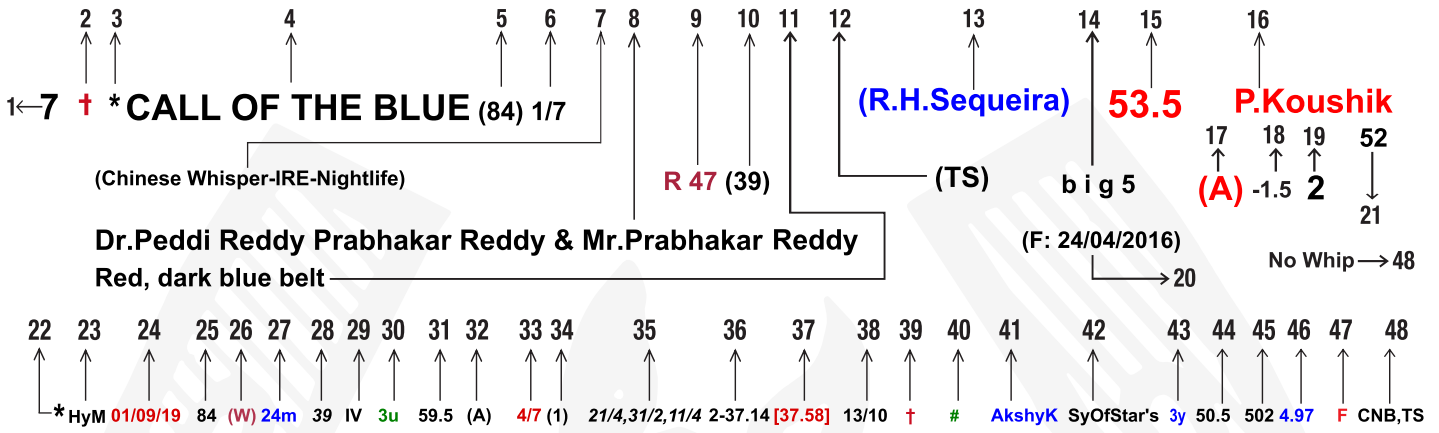 2 3 4 5 6 7 8 9 10 11 12 13 14 15 16
1 7 † *CALL OF THE BLUE (84) 1/7 (R.H.Sequeira) 53.5 P.Koushik
17 18 19 52
(Chinese Whisper-IRE-Nightlife) R 47 (39) (TS) b i g 5 (A) -1.5 2
21
Dr.Peddi Reddy Prabhakar Reddy & Mr.Prabhakar Reddy (F: 24/04/2016)
No Whip 48
Red, dark blue belt 20
22 23 24 25 26 27 28 29 30 31 32 33 34 35 36 37 38 39 40 41 42 43 44 45 46 47 48
*HyM 01/09/19 84 (W) 24m 39 IV 3u 59.5 (A) 4/7 (1) 21/4,31/2,11/4 2-37.14 [37.58] 13/10 † # AkshyK SyOfStar's 3y 50.5 502 4.97 F CNB,TS